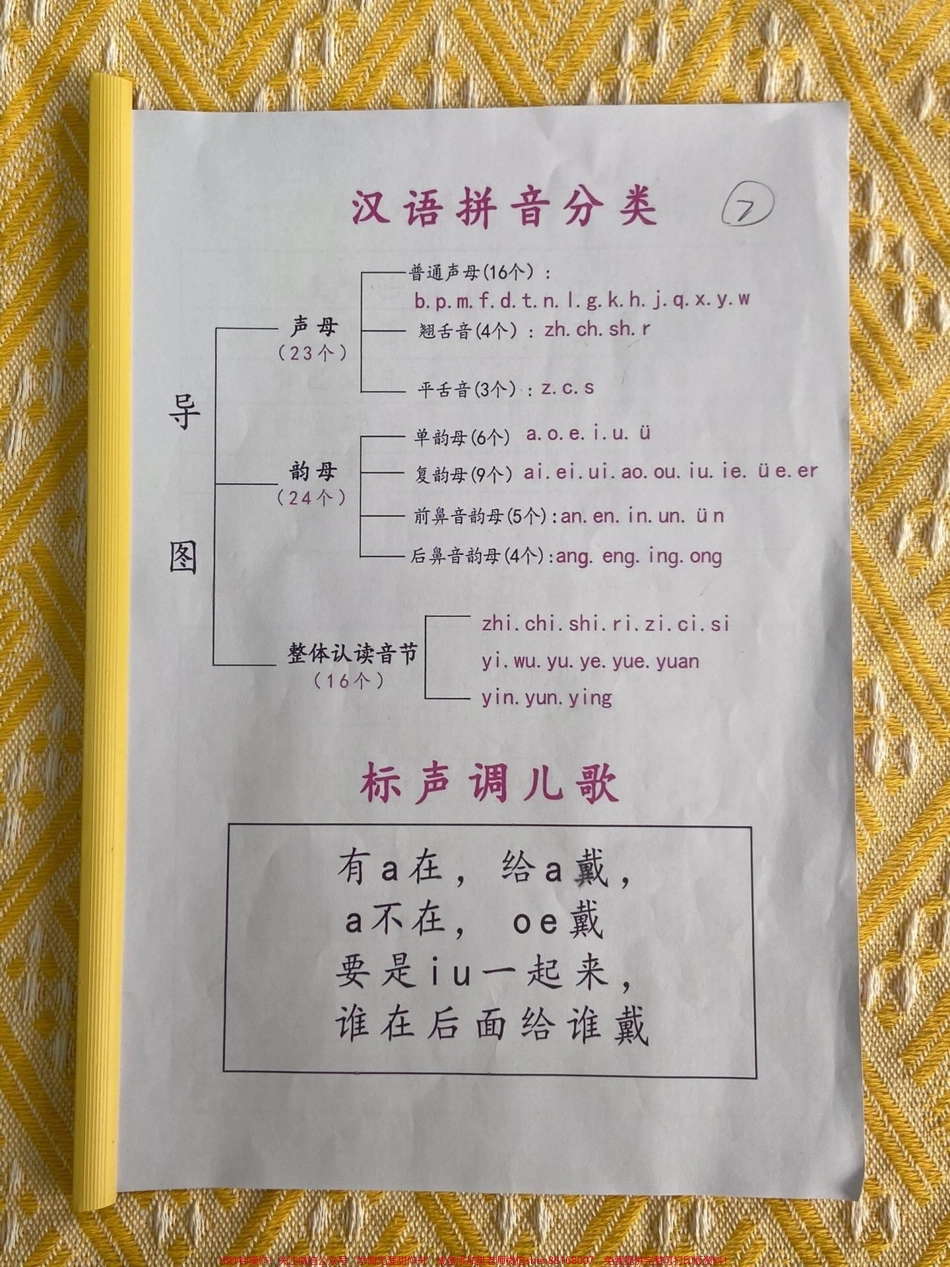 汉语拼音分类
7
导图
声母
(23个)
普通声母(16个）：
b.p.m.f.d.t.n.l.g.k.h.j.q.x.y.w
翘舌音(4个）：zh.ch.sh.r
平舌音(3个）：z.c.s
韵母
(24个)
单韵母(6个） a.o.e.i.u.ü
复韵母(9个）ai.ei.ui.ao.ou.iu.ie.üe.er
前鼻音韵母(5个):an.en.in.un.ün
后鼻音韵母(4个):ang.eng.ing.ong
整体认读音节
(16个)
zhi.chi.shi.ri.zi.ci.si
yi.wu.yu.ye.yue.yuan
yin.yun.ying
标声调儿歌
有a在，给a戴，
a不在，oe戴
要是iu一起来，
谁在后面给谁戴